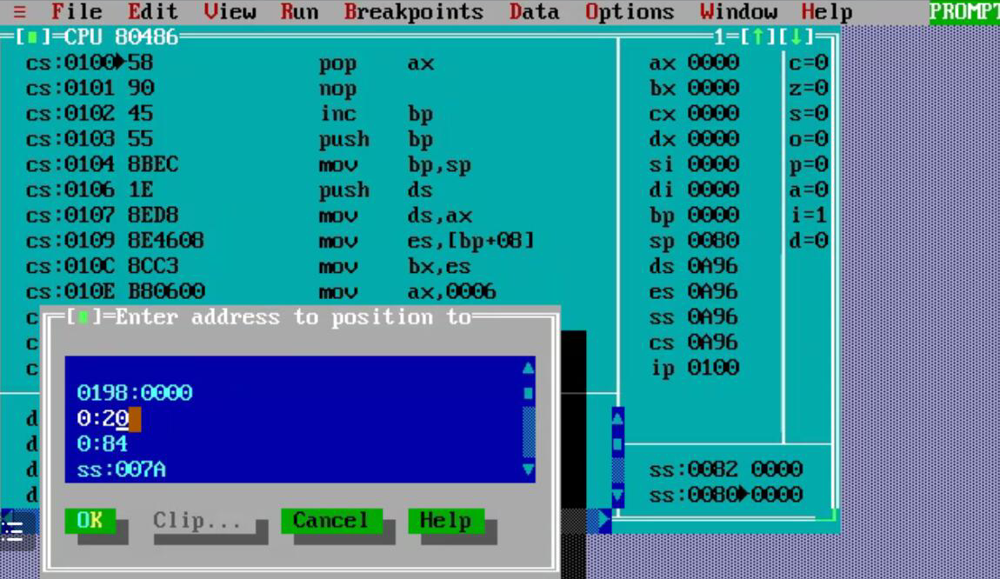 ≡ File Edit View Run Breakpoints Data Options Window Help PROMPT
[■]=CPU 80486 1=[↑][↓]
cs:0100►58 pop ax ax 0000 c=0
cs:0101 90 nop bx 0000 z=0
cs:0102 45 inc bp cx 0000 s=0
cs:0103 55 push bp dx 0000 o=0
cs:0104 8BEC mov bp,sp si 0000 p=0
cs:0106 1E push ds di 0000 a=0
cs:0107 8ED8 mov ds,ax bp 0000 i=1
cs:0109 8E4608 mov es,[bp+08] sp 0080 d=0
cs:010C 8CC3 mov bx,es ds 0A96
cs:010E B80600 mov ax,0006 es 0A96
c [■]=Enter address to position to ss 0A96
c cs 0A96
c ip 0100
0198:0000
d 0:20
d 0:84
d ss:007A ss:0082 0000
d ss:0080►0000
OK Clip... Cancel Help